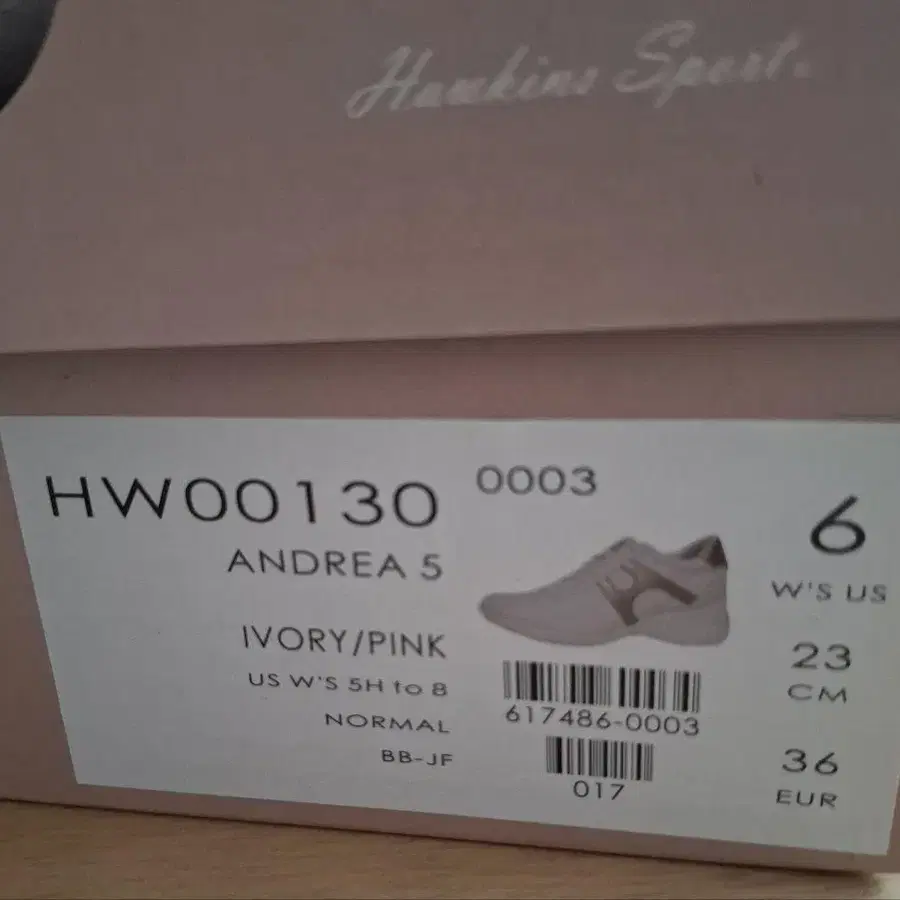 Hawkins Sport.
HW00130 0003
ANDREA 5
IVORY/PINK
US W'S 5H to 8
NORMAL
BB-JF
617486-0003
017
6
W'S US
23
CM
36
EUR